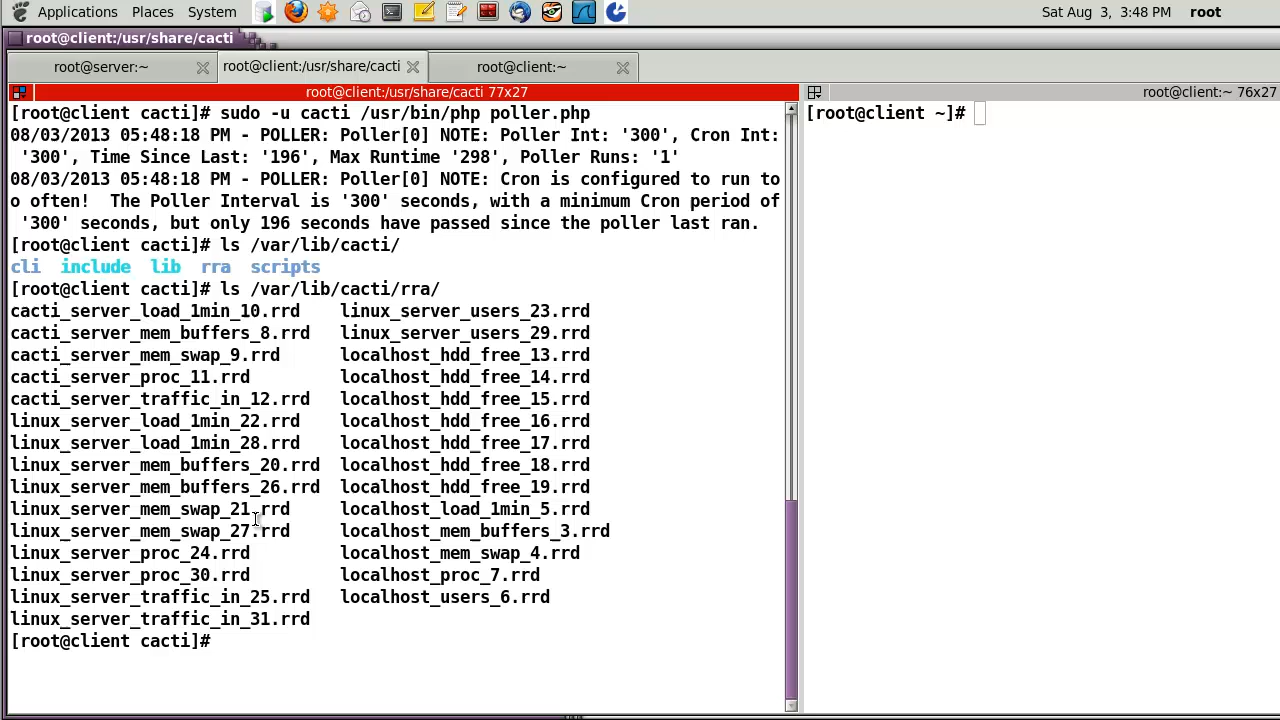 Applications Places System Sat Aug 3, 3:48 PM root
root@client:/usr/share/cacti
root@server:~ root@client:/usr/share/cacti root@client:~
root@client:/usr/share/cacti 77x27 root@client:~ 76x27
[root@client cacti]# sudo -u cacti /usr/bin/php poller.php
08/03/2013 05:48:18 PM - POLLER: Poller[0] NOTE: Poller Int: '300', Cron Int:
'300', Time Since Last: '196', Max Runtime '298', Poller Runs: '1'
08/03/2013 05:48:18 PM - POLLER: Poller[0] NOTE: Cron is configured to run to
o often!  The Poller Interval is '300' seconds, with a minimum Cron period of
'300' seconds, but only 196 seconds have passed since the poller last ran.
[root@client cacti]# ls /var/lib/cacti/
cli  include  lib  rra  scripts
[root@client cacti]# ls /var/lib/cacti/rra/
cacti_server_load_1min_10.rrd    linux_server_users_23.rrd
cacti_server_mem_buffers_8.rrd   linux_server_users_29.rrd
cacti_server_mem_swap_9.rrd      localhost_hdd_free_13.rrd
cacti_server_proc_11.rrd         localhost_hdd_free_14.rrd
cacti_server_traffic_in_12.rrd   localhost_hdd_free_15.rrd
linux_server_load_1min_22.rrd    localhost_hdd_free_16.rrd
linux_server_load_1min_28.rrd    localhost_hdd_free_17.rrd
linux_server_mem_buffers_20.rrd  localhost_hdd_free_18.rrd
linux_server_mem_buffers_26.rrd  localhost_hdd_free_19.rrd
linux_server_mem_swap_21.rrd     localhost_load_1min_5.rrd
linux_server_mem_swap_27.rrd     localhost_mem_buffers_3.rrd
linux_server_proc_24.rrd         localhost_mem_swap_4.rrd
linux_server_proc_30.rrd         localhost_proc_7.rrd
linux_server_traffic_in_25.rrd   localhost_users_6.rrd
linux_server_traffic_in_31.rrd
[root@client cacti]#
[root@client ~]#